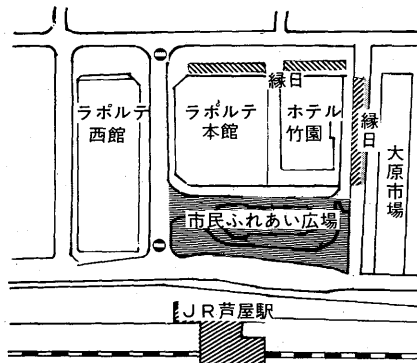 ラポルテ
西館
ラポルテ
本館
縁日
ホテル
竹園
縁日
大原市場
市民ふれあい広場
JR芦屋駅